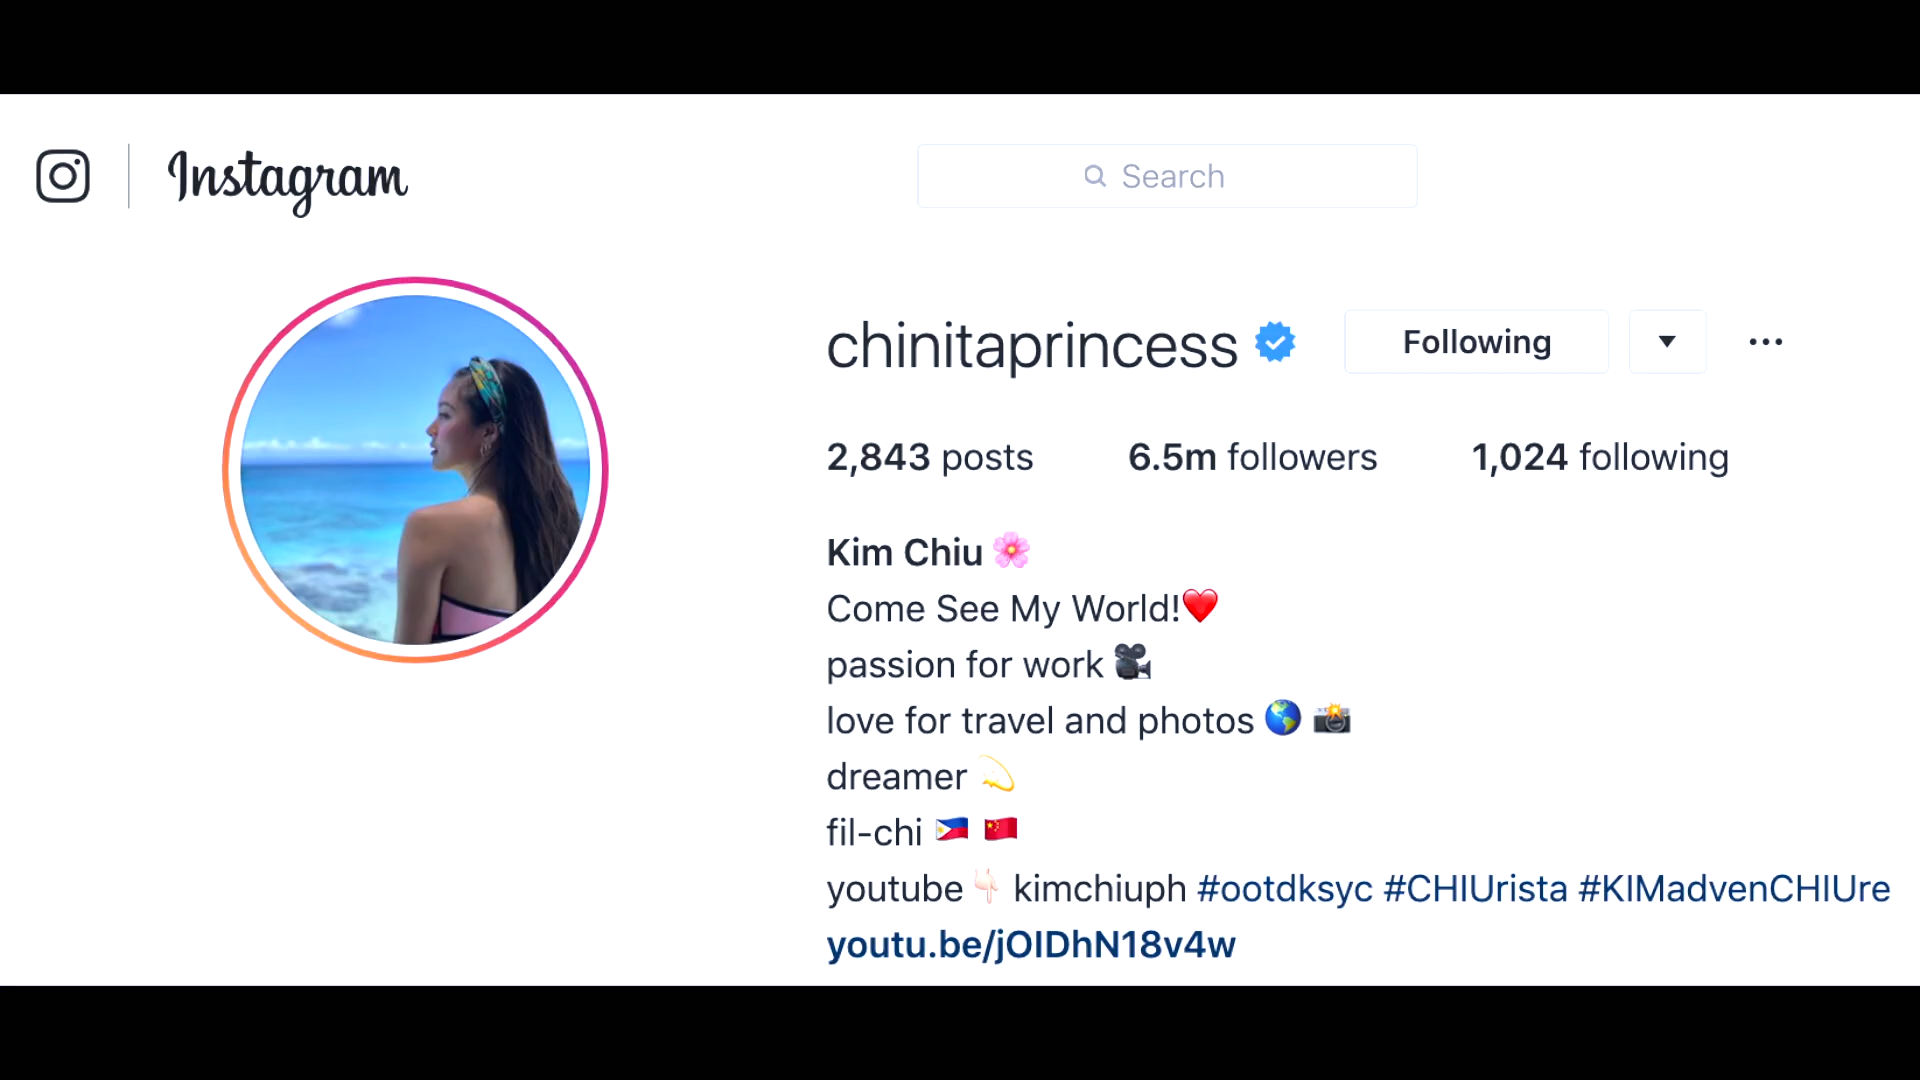 Instagram
Search
chinitaprincess
Following
2,843 posts 6.5m followers 1,024 following
Kim Chiu 🌸
Come See My World!❤️
passion for work 🎥
love for travel and photos 🌎 📸
dreamer 💫
fil-chi 🇵🇭 🇨🇳
youtube👇🏻 kimchiuph #ootdksyc #CHIUrista #KIMadvenCHIUre
youtu.be/jOIDhN18v4w